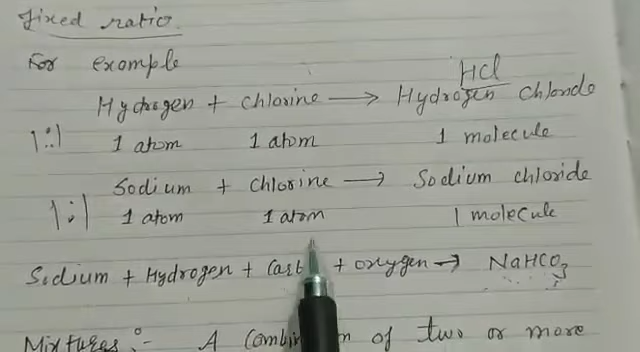 fixed ratio.
For example
HCl
Hydrogen + chlorine → Hydrogen chloride
1:1 1 atom 1 atom 1 molecule
Sodium + chlorine → Sodium chloride
1:1 1 atom 1 atom 1 molecule
Sodium + Hydrogen + + oxygen → NaHCO3
Mixtures :- A of two or more